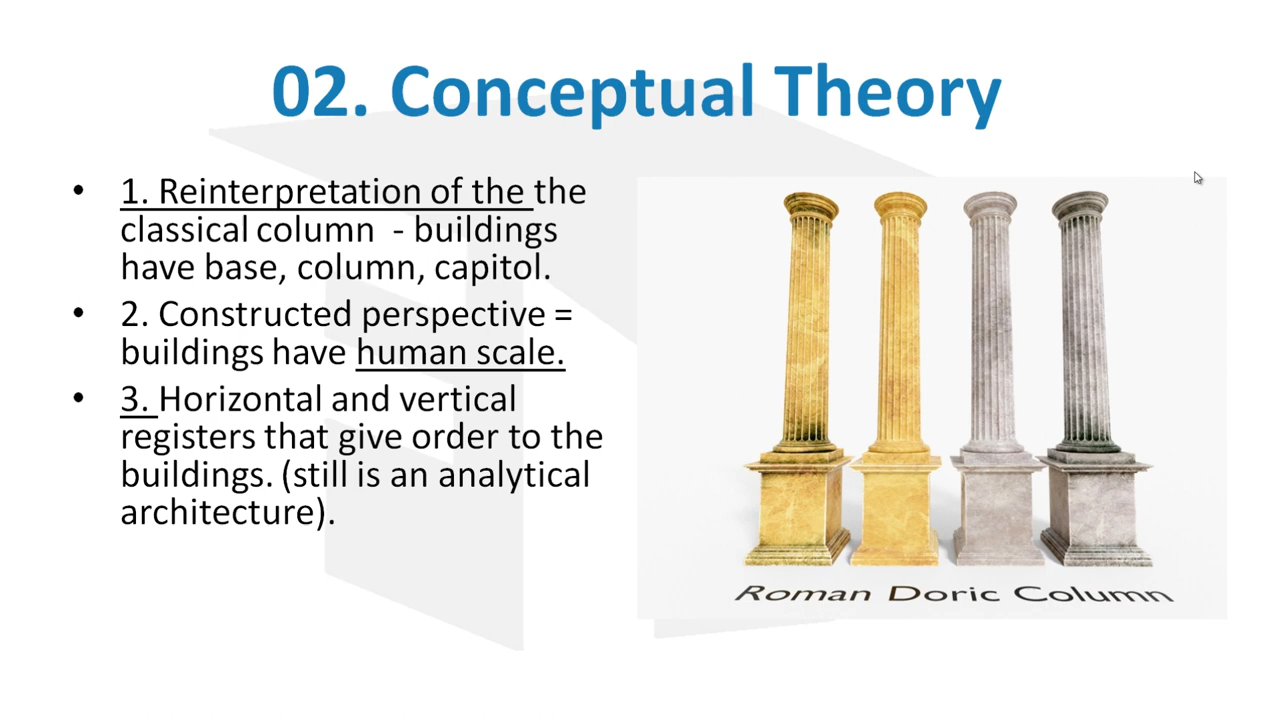 02. Conceptual Theory
• 1. Reinterpretation of the the
classical column - buildings
have base, column, capitol.
• 2. Constructed perspective =
buildings have human scale.
• 3. Horizontal and vertical
registers that give order to the
buildings. (still is an analytical
architecture).
Roman Doric Column